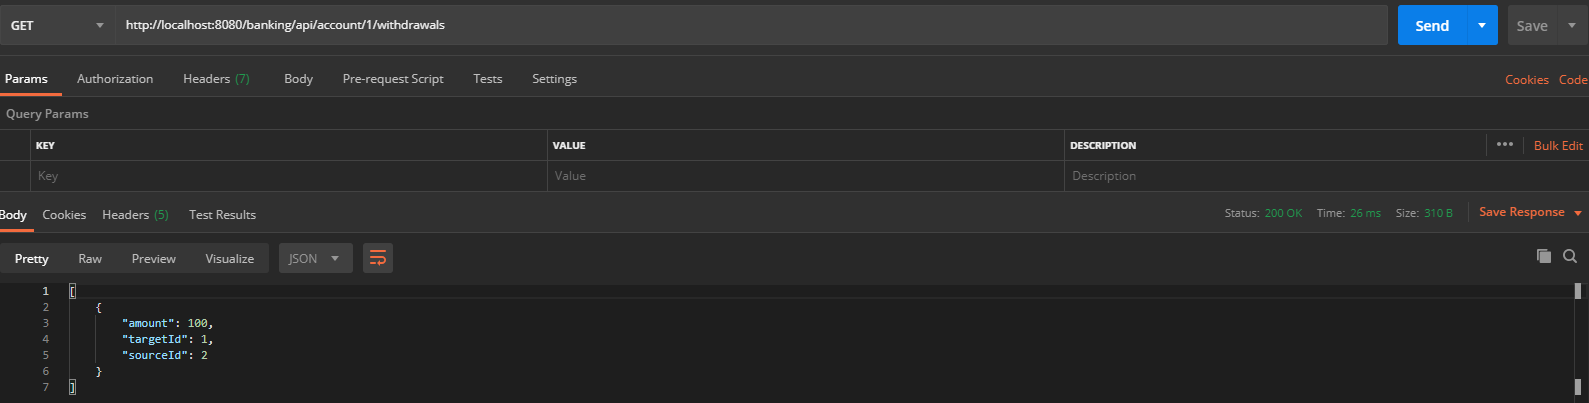 GET http://localhost:8080/banking/api/account/1/withdrawals Send Save
Params Authorization Headers (7) Body Pre-request Script Tests Settings Cookies Code
Query Params
KEY VALUE DESCRIPTION ••• Bulk Edit
Key Value Description
Body Cookies Headers (5) Test Results Status: 200 OK Time: 26 ms Size: 310 B Save Response
Pretty Raw Preview Visualize JSON
1 [
2 {
3 "amount": 100,
4 "targetId": 1,
5 "sourceId": 2
6 }
7 ]